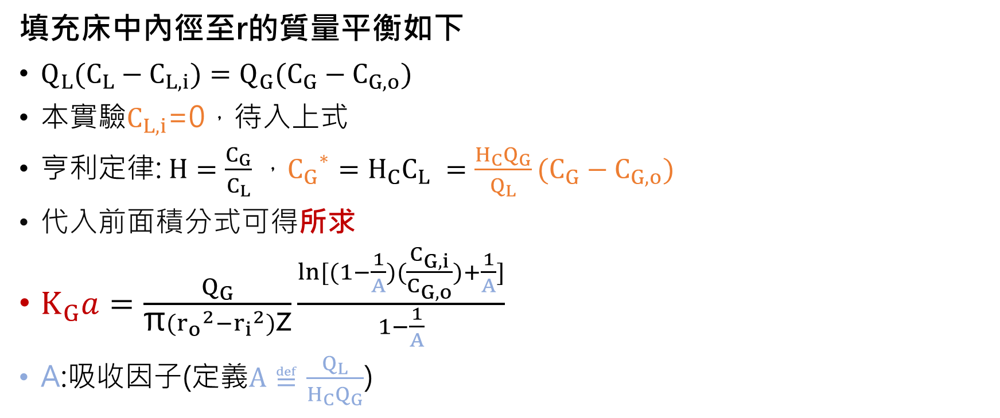 填充床中內徑至r的質量平衡如下
• Q_L(C_L − C_{L,i}) = Q_G(C_G − C_{G,o})
• 本實驗C_{L,i}=0，待入上式
• 亨利定律: H = \frac{C_G}{C_L}，C_G^* = H_C C_L = \frac{H_C Q_G}{Q_L}(C_G − C_{G,o})
• 代入前面積分式可得所求
• K_G a = \frac{Q_G}{π(r_o^2−r_i^2)Z} \frac{ln[(1−\frac{1}{A})(\frac{C_{G,i}}{C_{G,o}})+\frac{1}{A}]}{1−\frac{1}{A}}
• A:吸收因子(定義A \overset{def}{=} \frac{Q_L}{H_C Q_G})